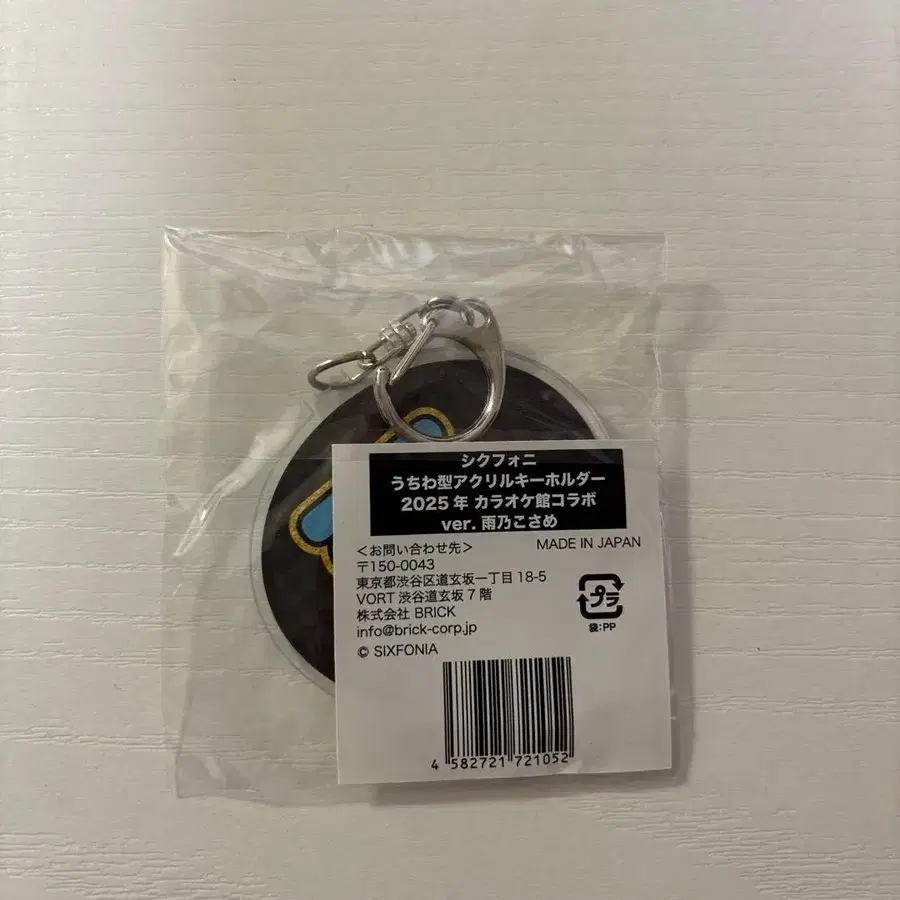 シクフォニ
うちわ型アクリルキーホルダー
2025年 カラオケ館コラボ
ver. 雨乃こさめ
＜お問い合わせ先＞
MADE IN JAPAN
〒150-0043
東京都渋谷区道玄坂一丁目18-5
VORT 渋谷道玄坂7階
株式会社 BRICK
info@brick-corp.jp
プラ
袋:PP
© SIXFONIA
4 582721 721052